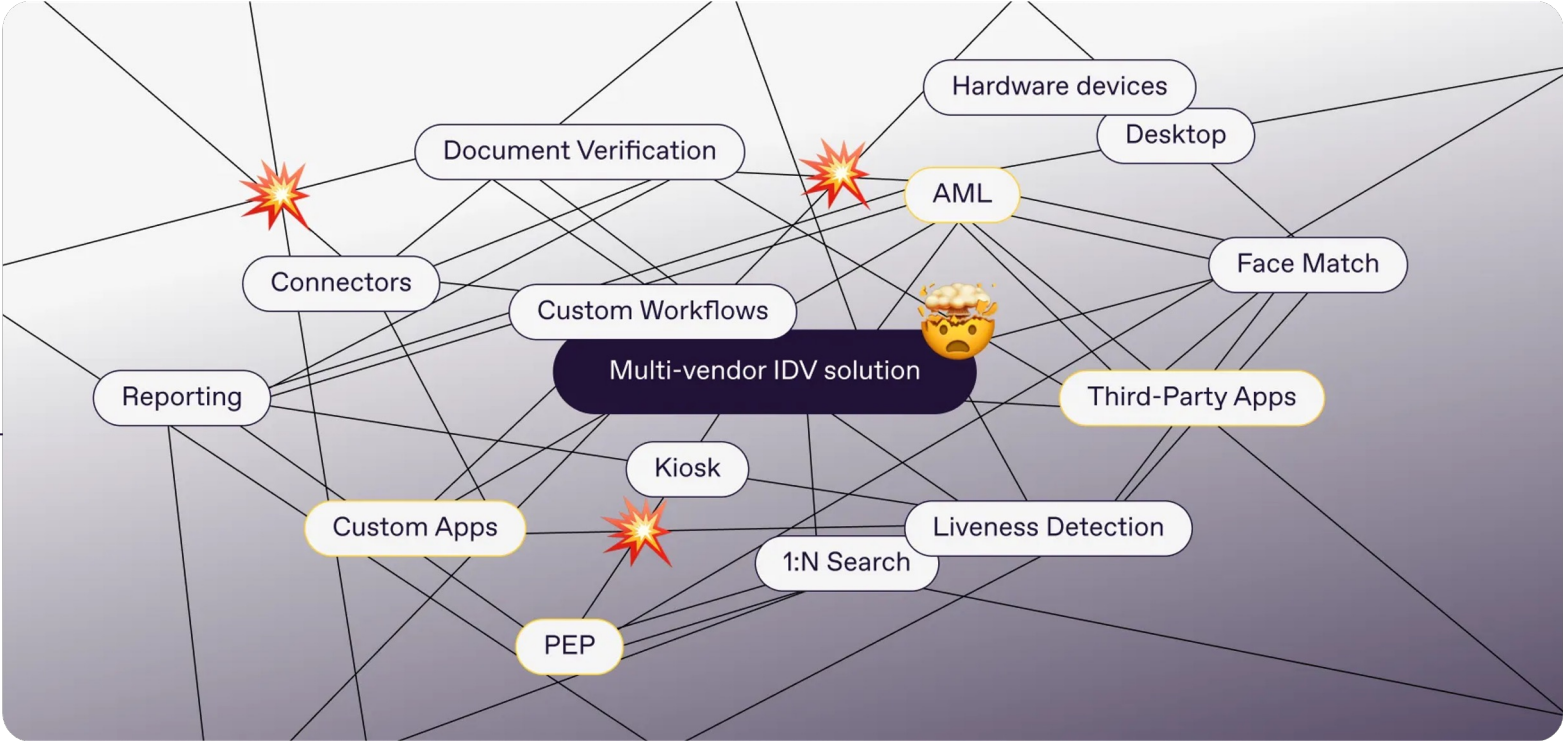 Hardware devices
Desktop
Document Verification
AML
Face Match
Connectors
Custom Workflows
Multi-vendor IDV solution
Reporting
Third-Party Apps
Kiosk
Custom Apps
Liveness Detection
1:N Search
PEP